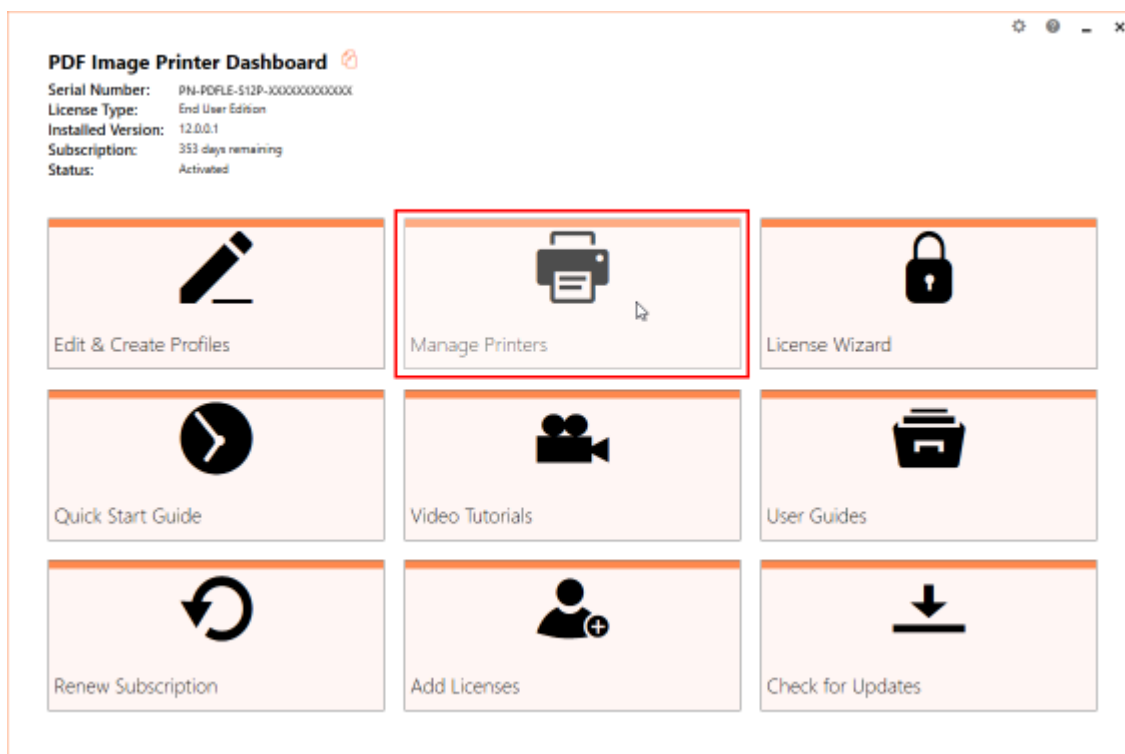 PDF Image Printer Dashboard
Serial Number: PN-PDFLE-S12P-XXXXXXXXXXXX
License Type: End User Edition
Installed Version: 12.0.0.1
Subscription: 353 days remaining
Status: Activated
Edit & Create Profiles
Manage Printers
License Wizard
Quick Start Guide
Video Tutorials
User Guides
Renew Subscription
Add Licenses
Check for Updates